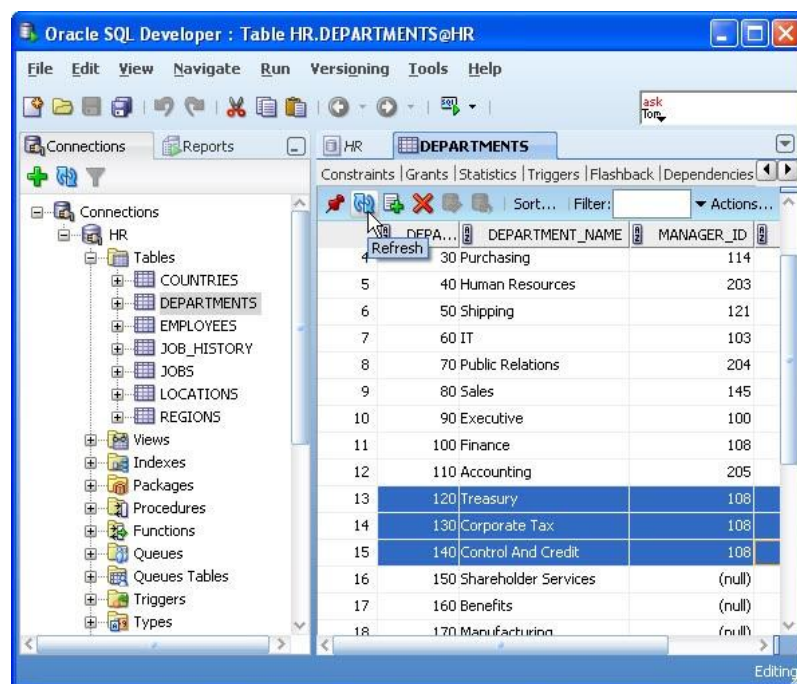 Oracle SQL Developer : Table HR.DEPARTMENTS@HR
File Edit View Navigate Run Versioning Tools Help
ask
Tom
Connections Reports
HR DEPARTMENTS
Constraints | Grants | Statistics | Triggers | Flashback | Dependencies
Sort... Filter: Actions...
Refresh
DEPA... DEPARTMENT_NAME MANAGER_ID
Connections
HR
Tables
COUNTRIES
DEPARTMENTS
EMPLOYEES
JOB_HISTORY
JOBS
LOCATIONS
REGIONS
Views
Indexes
Packages
Procedures
Functions
Queues
Queues Tables
Triggers
Types
4 30 Purchasing 114
5 40 Human Resources 203
6 50 Shipping 121
7 60 IT 103
8 70 Public Relations 204
9 80 Sales 145
10 90 Executive 100
11 100 Finance 108
12 110 Accounting 205
13 120 Treasury 108
14 130 Corporate Tax 108
15 140 Control And Credit 108
16 150 Shareholder Services (null)
17 160 Benefits (null)
18 170 Manufacturing (null)
Editing